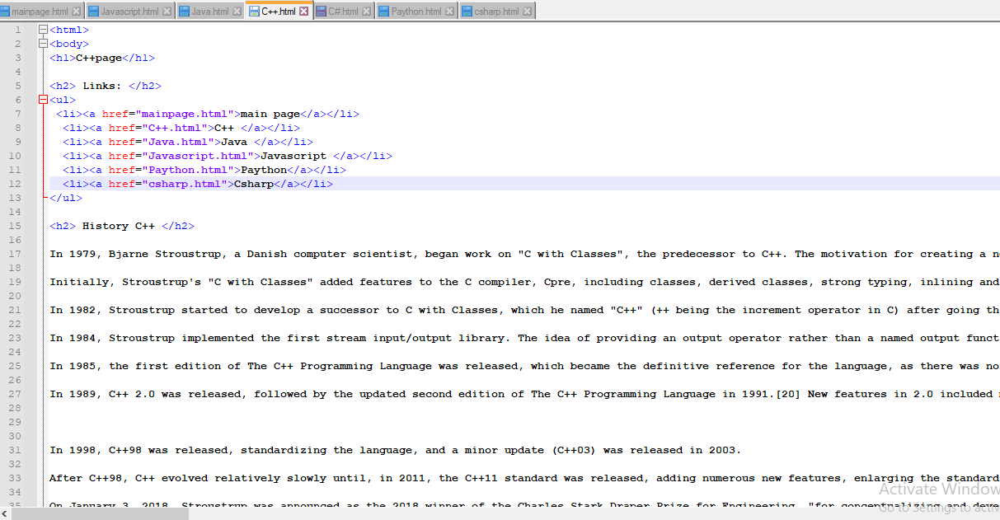 mainpage.html Javascript.html Java.html C++.html C#.html Paython.html csharp.html
1 <html>
2 <body>
3 <h1>C++page</h1>
4
5 <h2> Links: </h2>
6 <ul>
7 <li><a href="mainpage.html">main page</a></li>
8 <li><a href="C++.html">C++ </a></li>
9 <li><a href="Java.html">Java </a></li>
10 <li><a href="Javascript.html">Javascript </a></li>
11 <li><a href="Paython.html">Paython</a></li>
12 <li><a href="csharp.html">Csharp</a></li>
13 </ul>
14
15 <h2> History C++ </h2>
16
17 In 1979, Bjarne Stroustrup, a Danish computer scientist, began work on "C with Classes", the predecessor to C++. The motivation for creating a n
18
19 Initially, Stroustrup's "C with Classes" added features to the C compiler, Cpre, including classes, derived classes, strong typing, inlining and
20
21 In 1982, Stroustrup started to develop a successor to C with Classes, which he named "C++" (++ being the increment operator in C) after going th
22
23 In 1984, Stroustrup implemented the first stream input/output library. The idea of providing an output operator rather than a named output funct
24
25 In 1985, the first edition of The C++ Programming Language was released, which became the definitive reference for the language, as there was no
26
27 In 1989, C++ 2.0 was released, followed by the updated second edition of The C++ Programming Language in 1991.[20] New features in 2.0 included
28
29
30
31 In 1998, C++98 was released, standardizing the language, and a minor update (C++03) was released in 2003.
32
33 After C++98, C++ evolved relatively slowly until, in 2011, the C++11 standard was released, adding numerous new features, enlarging the standard
34
35 On January 3, 2018, Stroustrup was announced as the 2018 winner of the Charles Stark Draper Prize for Engineering, "for conceptualizing and deve
Activate Window
Go to Settings to activ